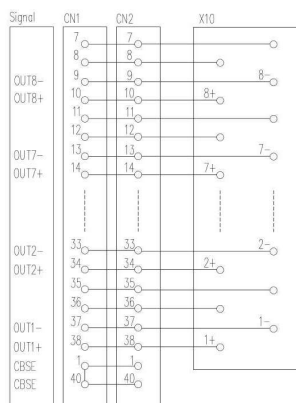 Signal CN1 CN2 X10
7 7
8 8
OUT8- 9 9 8-
OUT8+ 10 10 8+
11 11
12 12
OUT7- 13 13 7-
OUT7+ 14 14 7+
OUT2- 33 33 2-
OUT2+ 34 34 2+
35 35
36 36
OUT1- 37 37 1-
OUT1+ 38 38 1+
CBSE 1 1
CBSE 40 40